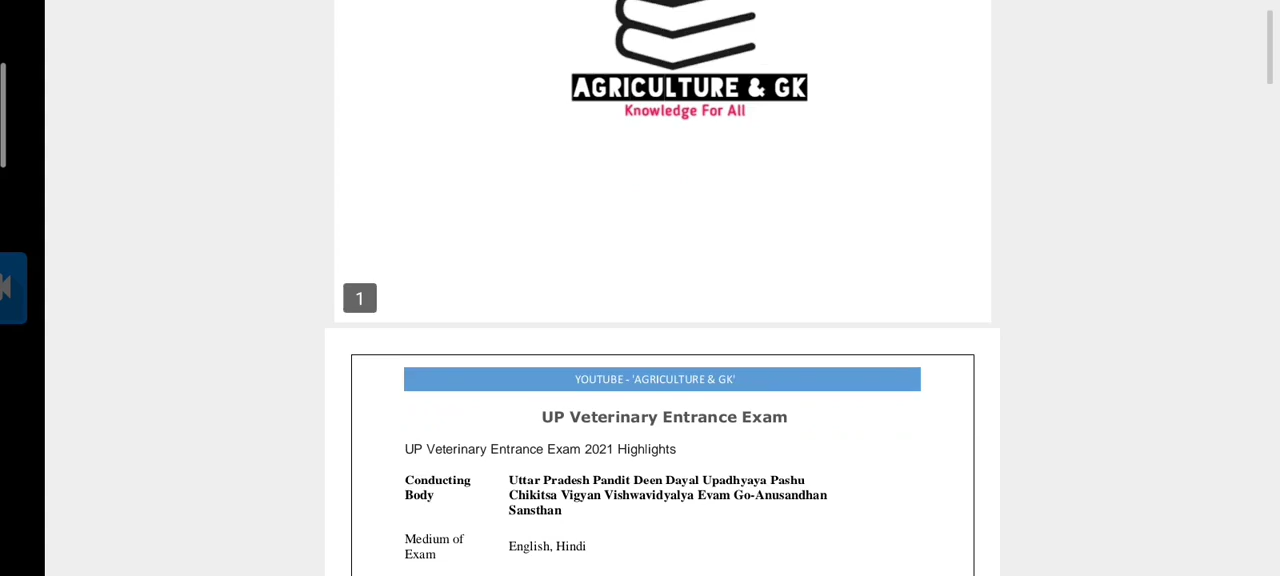 AGRICULTURE & GK
Knowledge For All
1
YOUTUBE - 'AGRICULTURE & GK'
UP Veterinary Entrance Exam
UP Veterinary Entrance Exam 2021 Highlights
Conducting Body
Uttar Pradesh Pandit Deen Dayal Upadhyaya Pashu
Chikitsa Vigyan Vishwavidyalya Evam Go-Anusandhan
Sansthan
Medium of Exam
English, Hindi